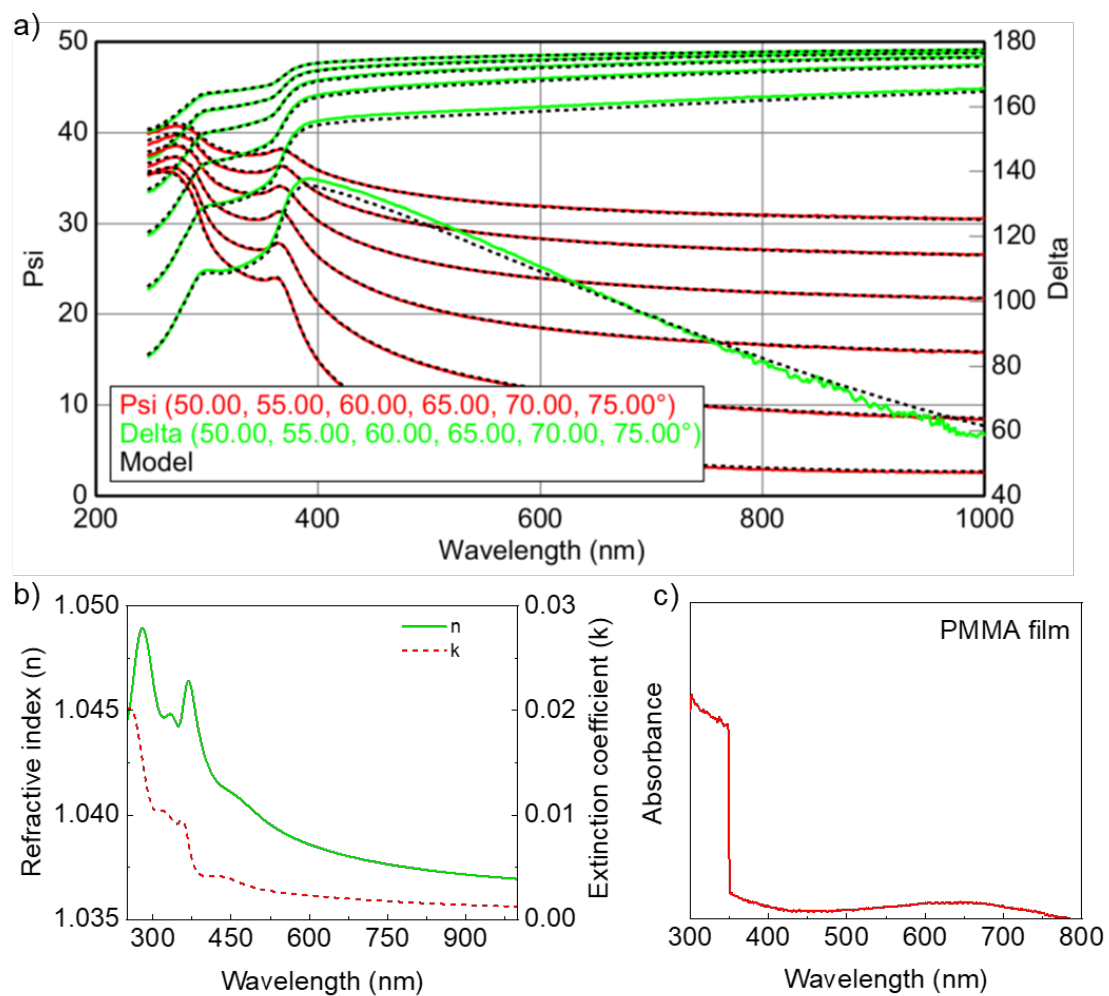 a)
50
40
30
20
10
0
Psi
180
160
140
120
100
80
60
40
Delta
Psi (50.00, 55.00, 60.00, 65.00, 70.00, 75.00°)
Delta (50.00, 55.00, 60.00, 65.00, 70.00, 75.00°)
Model
200 400 600 800 1000
Wavelength (nm)
b)
1.050
1.045
1.040
1.035
Refractive index (n)
n
k
0.03
0.02
0.01
0.00
Extinction coefficient (k)
300 450 600 750 900
Wavelength (nm)
c)
PMMA film
Absorbance
300 400 500 600 700 800
Wavelength (nm)